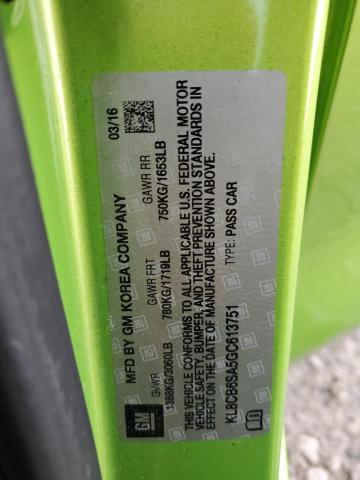 MFD BY GM KOREA COMPANY 03/16
GVWR GAWR FRT GAWR RR
1388KG/3060LB 780KG/1719LB 750KG/1653LB
THIS VEHICLE CONFORMS TO ALL APPLICABLE U.S. FEDERAL MOTOR
VEHICLE SAFETY, BUMPER, AND THEFT PREVENTION STANDARDS IN
EFFECT ON THE DATE OF MANUFACTURE SHOWN ABOVE.
KL8CB6SA5GC613751 TYPE: PASS CAR
GM